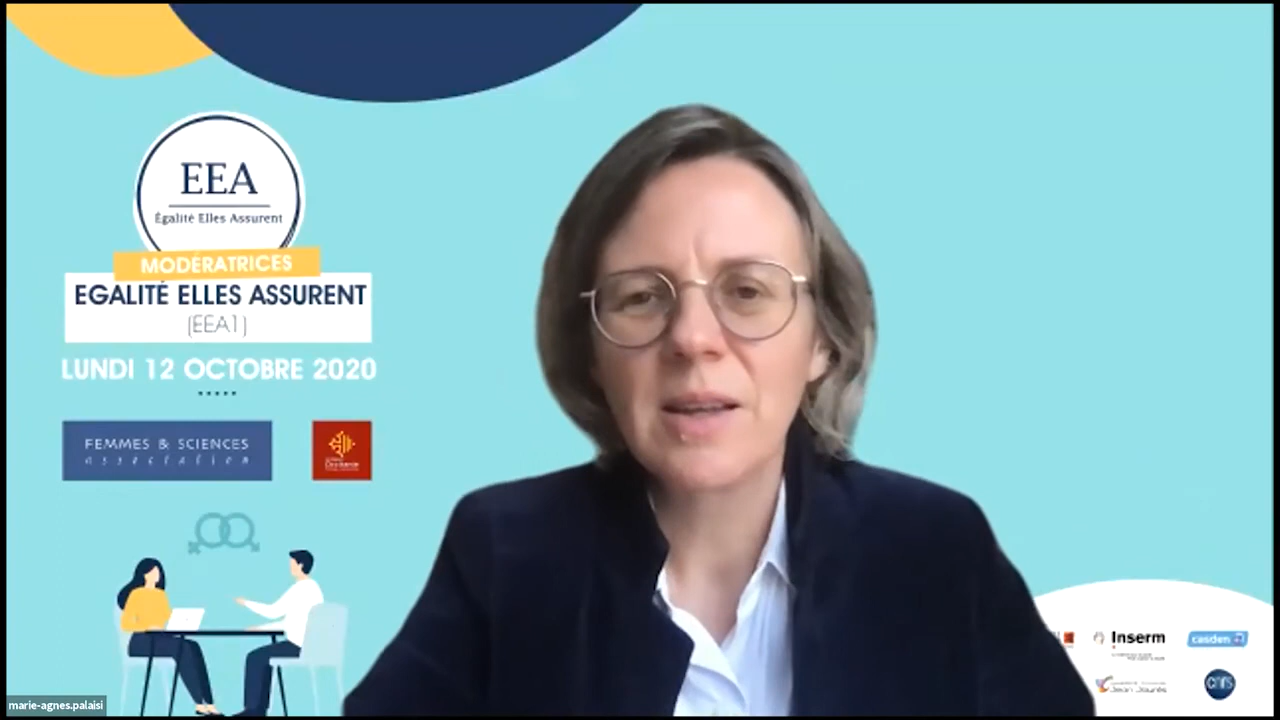 EEA
Égalité Elles Assurent
MODÉRATRICES
EGALITÉ ELLES ASSURENT
(EEA1)
LUNDI 12 OCTOBRE 2020
FEMMES & SCIENCES
association
Occitanie
Inserm
casden
Jean Jaurès
cnrs
marie-agnes.palaisi